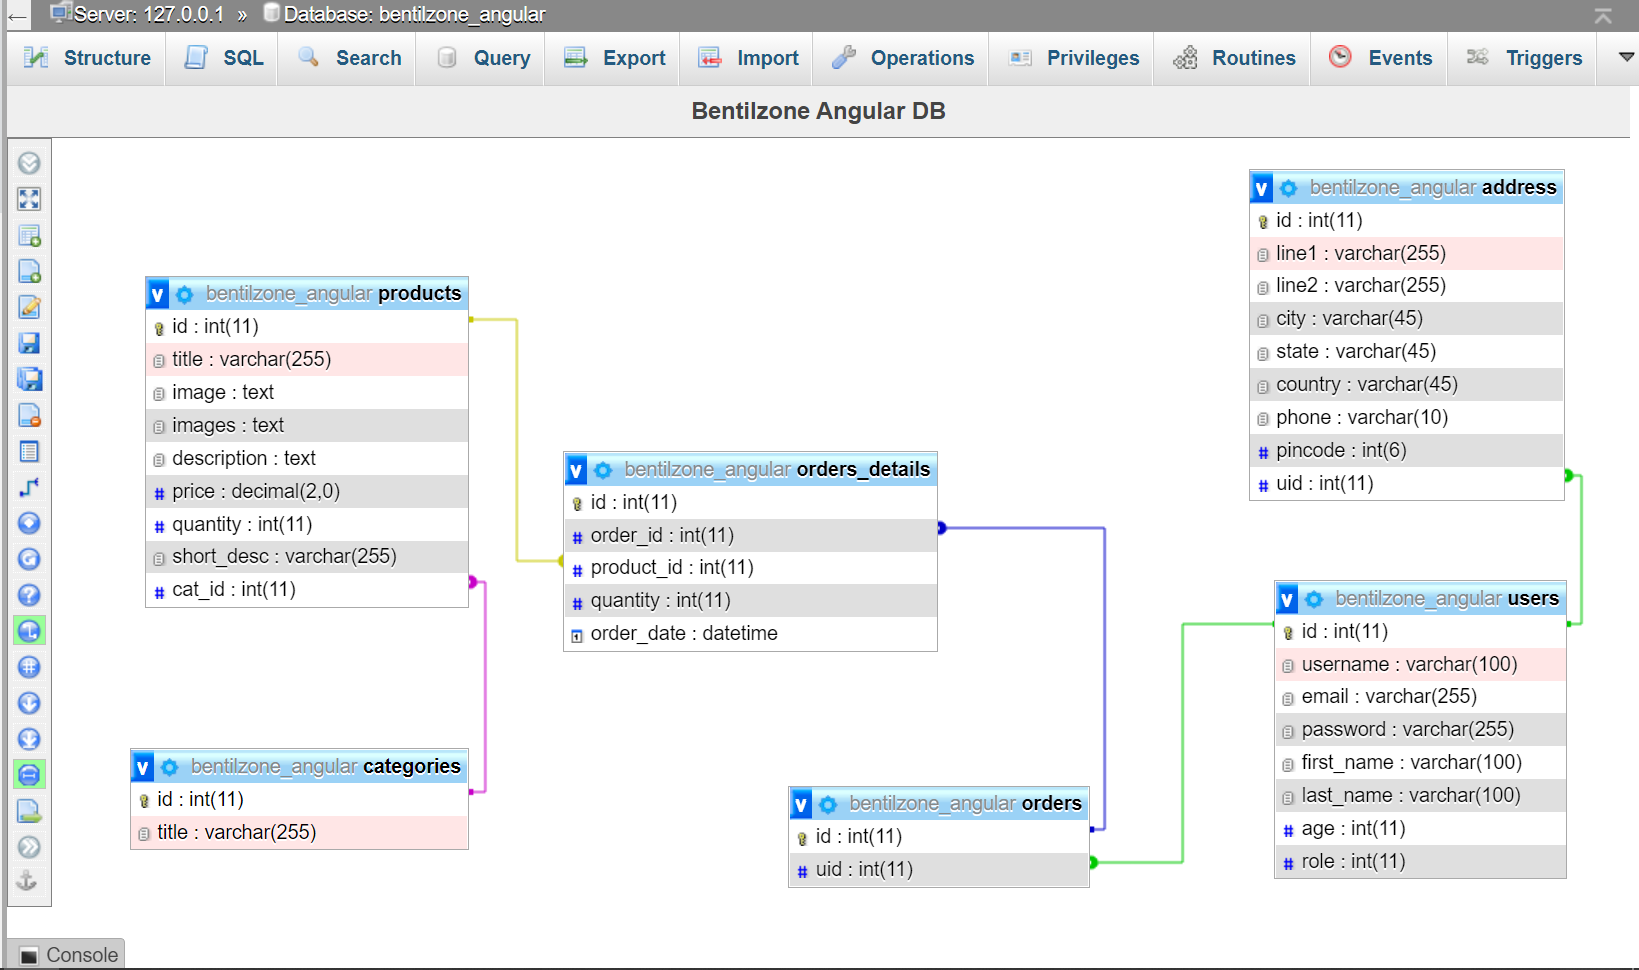 Server: 127.0.0.1 » Database: bentilzone_angular
Structure SQL Search Query Export Import Operations Privileges Routines Events Triggers
Bentilzone Angular DB
v bentilzone_angular address
id : int(11)
line1 : varchar(255)
line2 : varchar(255)
city : varchar(45)
state : varchar(45)
country : varchar(45)
phone : varchar(10)
# pincode : int(6)
# uid : int(11)
v bentilzone_angular products
id : int(11)
title : varchar(255)
image : text
images : text
description : text
# price : decimal(2,0)
# quantity : int(11)
short_desc : varchar(255)
# cat_id : int(11)
v bentilzone_angular orders_details
id : int(11)
# order_id : int(11)
# product_id : int(11)
# quantity : int(11)
order_date : datetime
v bentilzone_angular users
id : int(11)
username : varchar(100)
email : varchar(255)
password : varchar(255)
first_name : varchar(100)
last_name : varchar(100)
# age : int(11)
# role : int(11)
v bentilzone_angular categories
id : int(11)
title : varchar(255)
v bentilzone_angular orders
id : int(11)
# uid : int(11)
Console